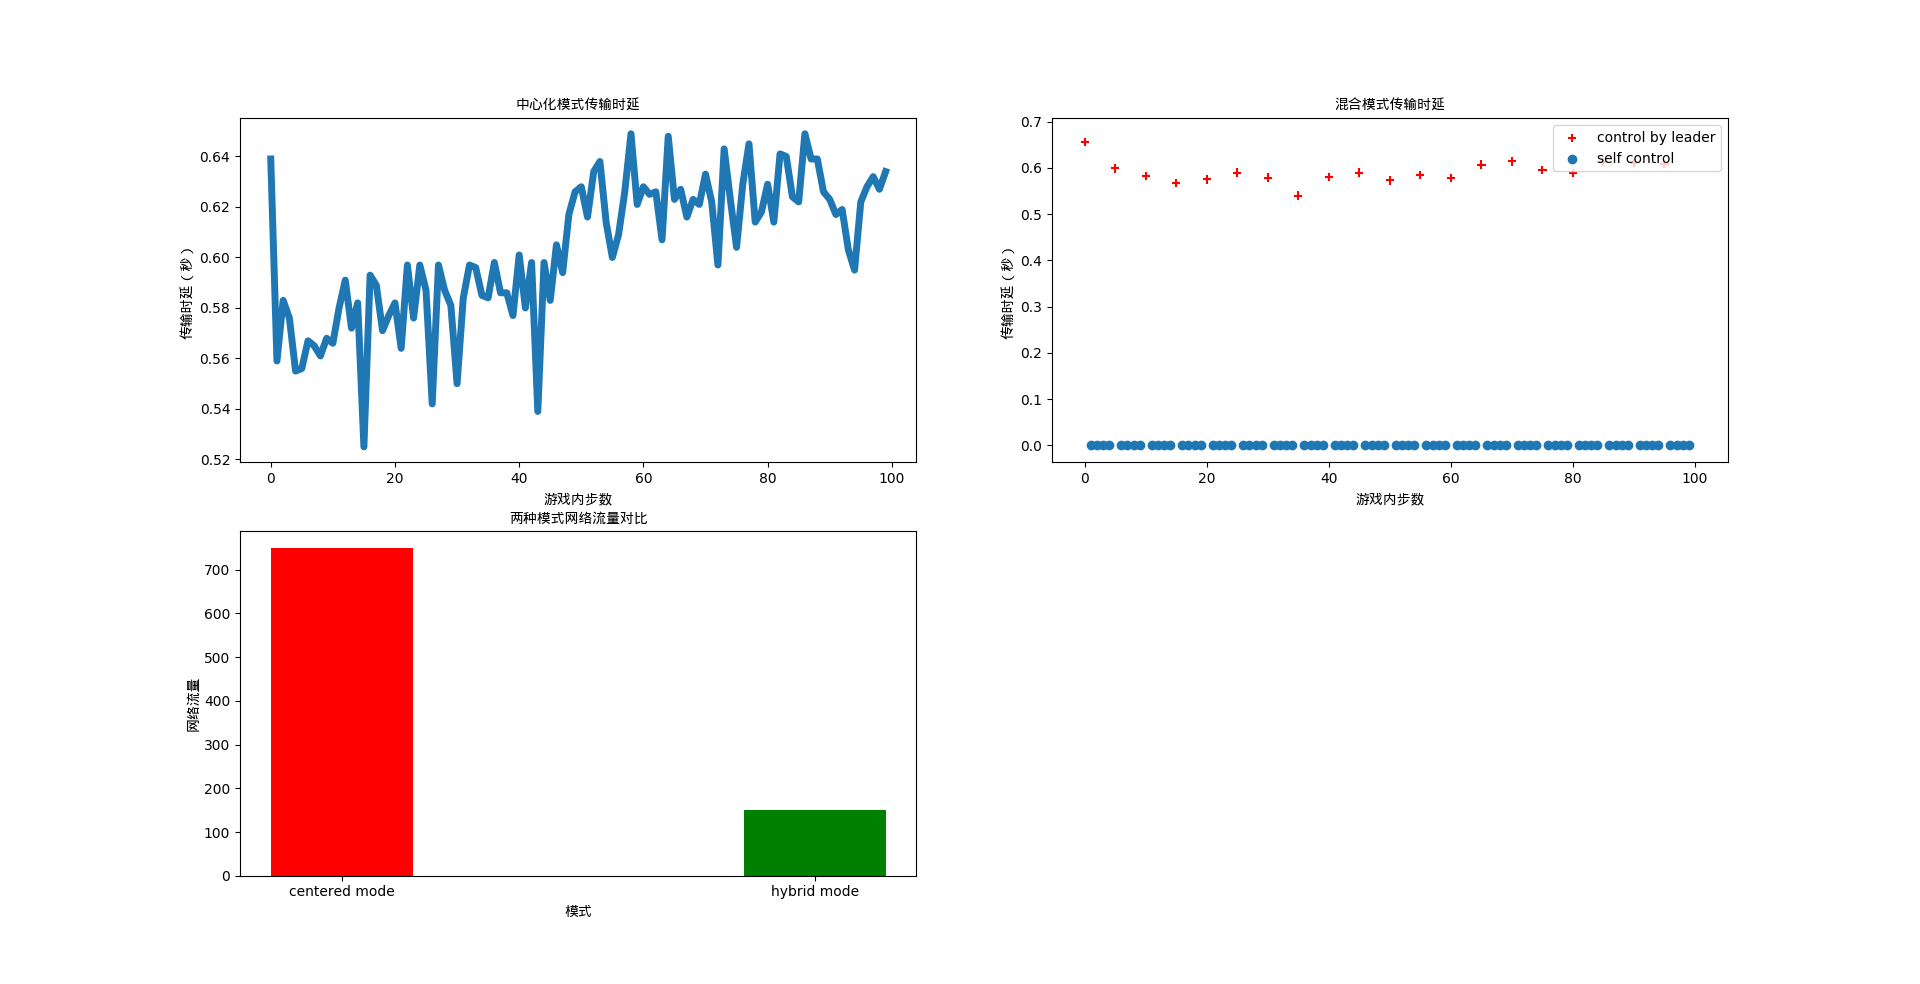 中心化模式传输时延
0.64
0.62
0.60
0.58
0.56
0.54
0.52
传输时延（秒）
0
20
40
60
80
100
游戏内步数
混合模式传输时延
0.7
0.6
0.5
0.4
0.3
0.2
0.1
0.0
传输时延（秒）
control by leader
self control
0
20
40
60
80
100
游戏内步数
两种模式网络流量对比
700
600
500
400
300
200
100
0
网络流量
centered mode
hybrid mode
模式